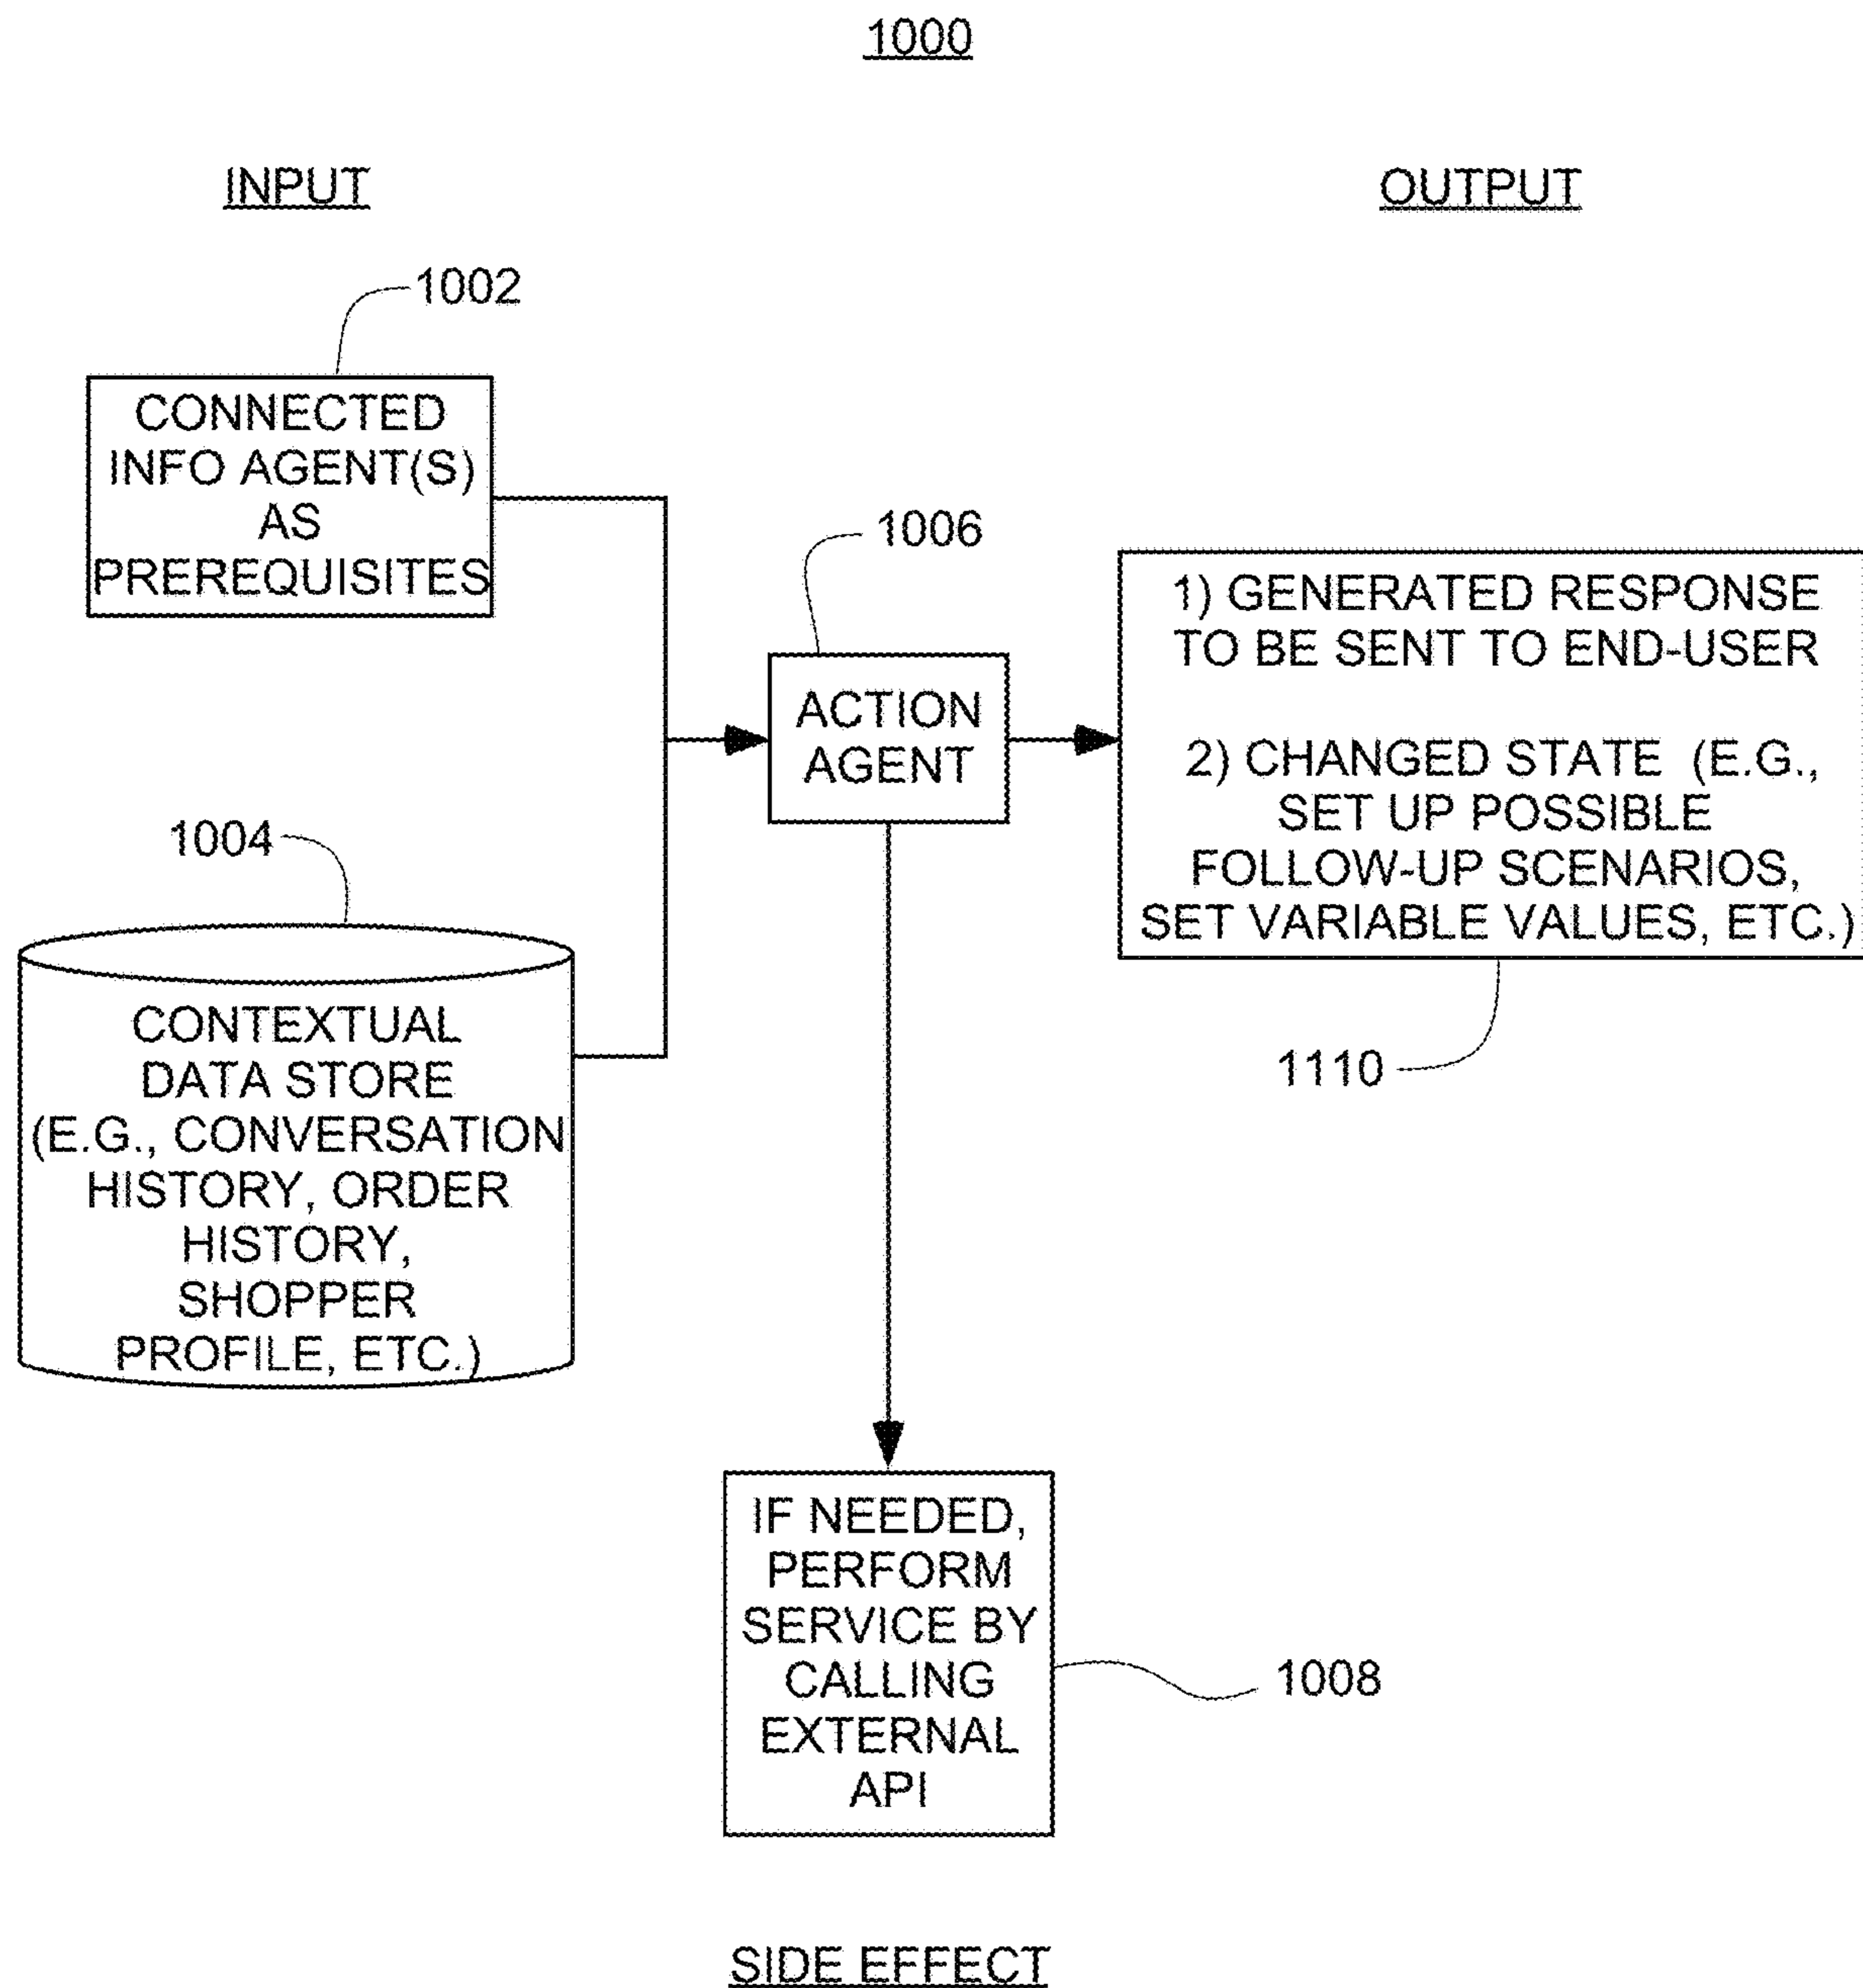 1000
INPUT
OUTPUT
1002
CONNECTED
INFO AGENT(S)
AS
PREREQUISITES
1004
CONTEXTUAL
DATA STORE
(E.G., CONVERSATION
HISTORY, ORDER
HISTORY,
SHOPPER
PROFILE, ETC.)
1006
ACTION
AGENT
1) GENERATED RESPONSE
TO BE SENT TO END-USER
2) CHANGED STATE (E.G.,
SET UP POSSIBLE
FOLLOW-UP SCENARIOS,
SET VARIABLE VALUES, ETC.)
1110
IF NEEDED,
PERFORM
SERVICE BY
CALLING
EXTERNAL
API
1008
SIDE EFFECT